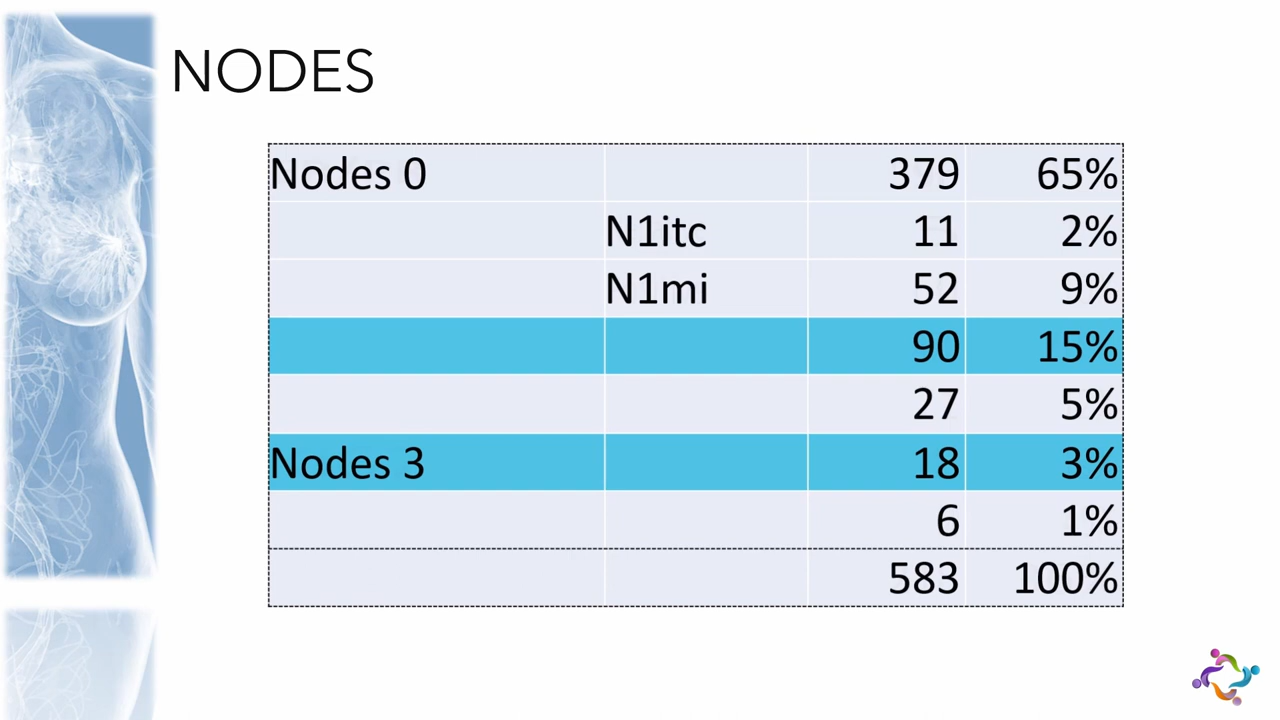 NODES
Nodes 0 379 65%
N1itc 11 2%
N1mi 52 9%
90 15%
27 5%
Nodes 3 18 3%
6 1%
583 100%